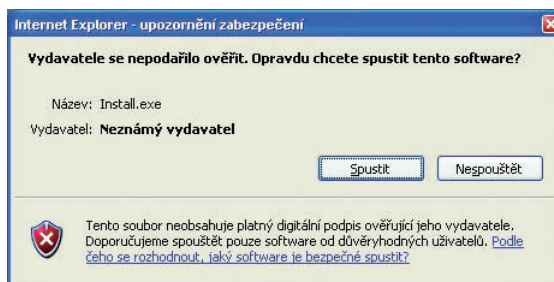 Internet Explorer - upozornění zabezpečení
Vydavatele se nepodařilo ověřit. Opravdu chcete spustit tento software?
Název: Install.exe
Vydavatel: Neznámý vydavatel
Spustit
Nespouštět
Tento soubor neobsahuje platný digitální podpis ověřující jeho vydavatele.
Doporučujeme spouštět pouze software od důvěryhodných uživatelů. Podle
čeho se rozhodnout, jaký software je bezpečné spustit?